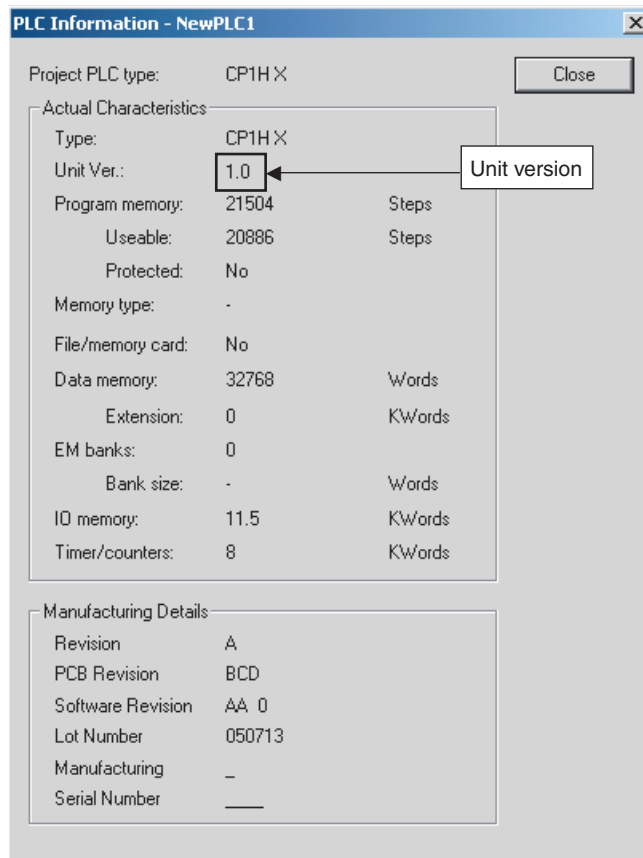 PLC Information - NewPLC1
Project PLC type: CP1H X Close
Actual Characteristics
Type: CP1H X
Unit Ver.: 1.0 Unit version
Program memory: 21504 Steps
Useable: 20886 Steps
Protected: No
Memory type: -
File/memory card: No
Data memory: 32768 Words
Extension: 0 KWords
EM banks: 0
Bank size: - Words
IO memory: 11.5 KWords
Timer/counters: 8 KWords
Manufacturing Details
Revision A
PCB Revision BCD
Software Revision AA 0
Lot Number 050713
Manufacturing _
Serial Number ____